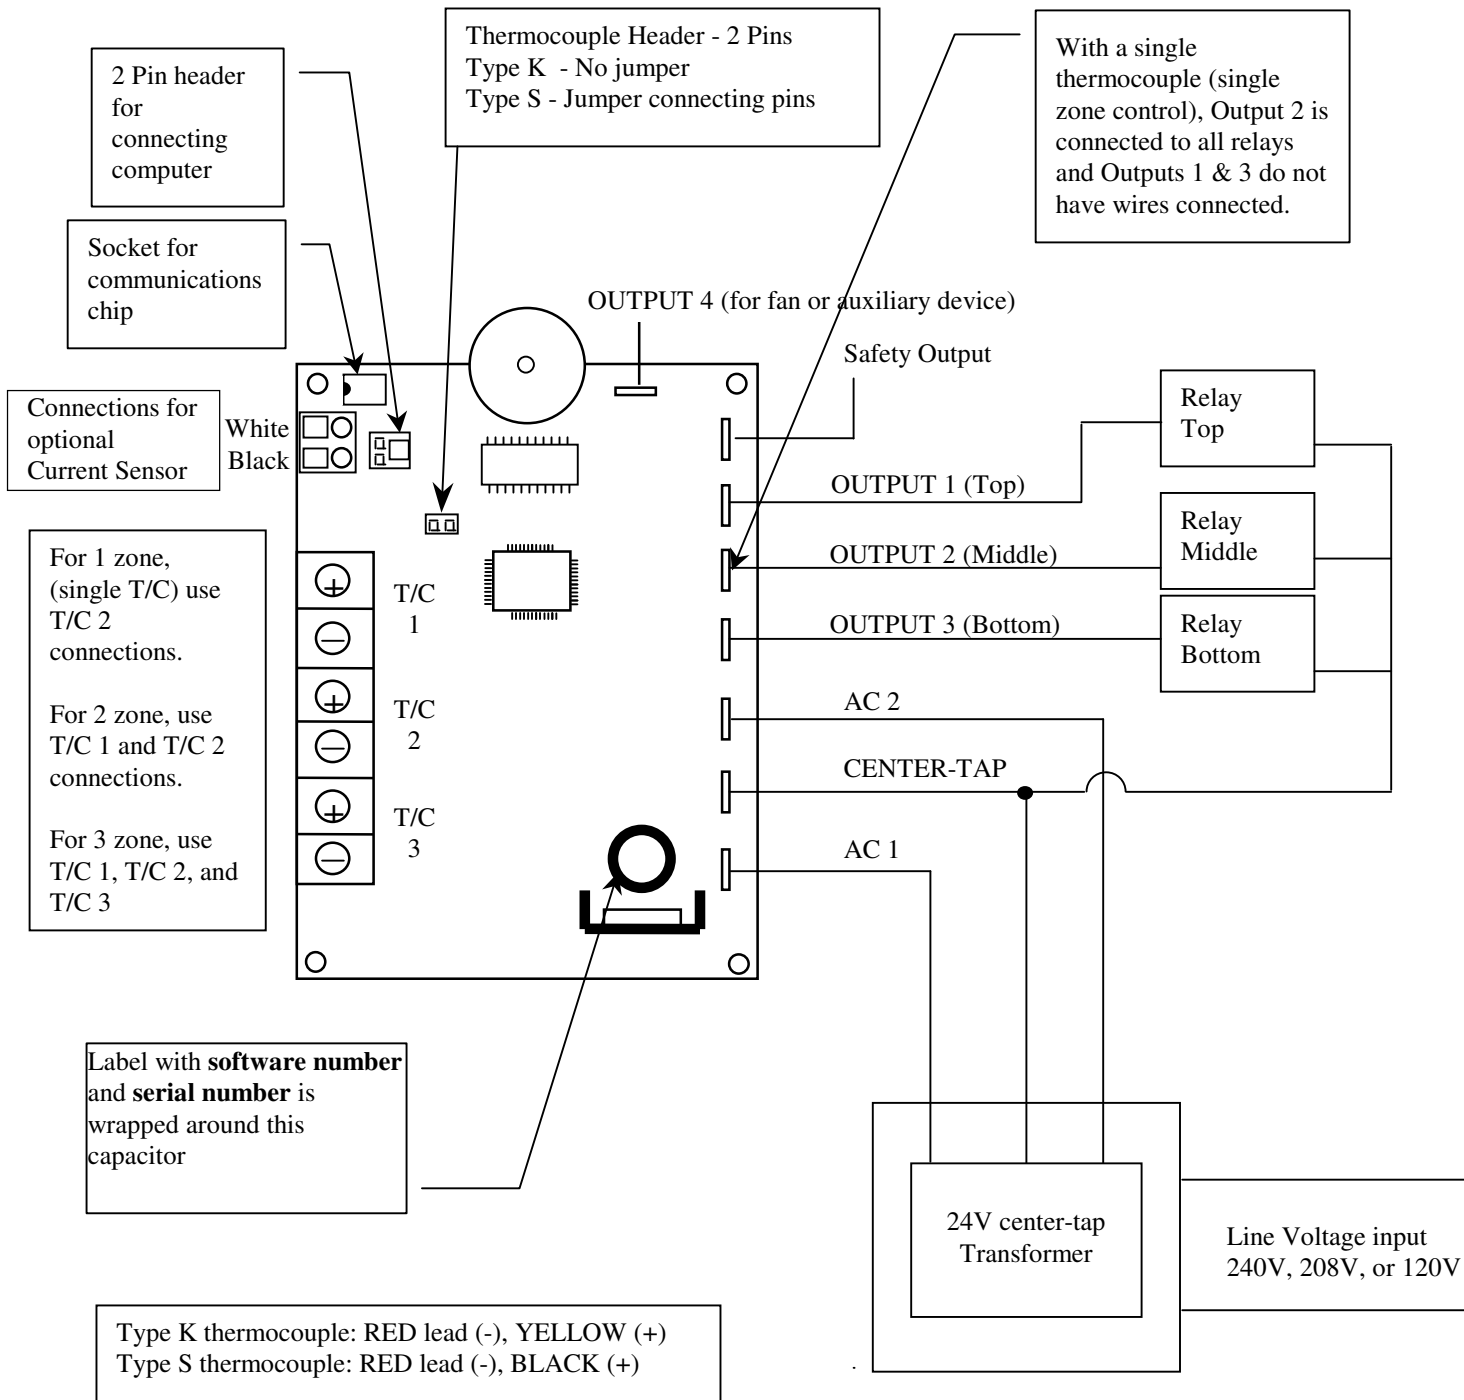 Thermocouple Header - 2 Pins
Type K  - No jumper
Type S - Jumper connecting pins
With a single
thermocouple (single
zone control), Output 2 is
connected to all relays
and Outputs 1 & 3 do not
have wires connected.
2 Pin header
for
connecting
computer
Socket for
communications
chip
OUTPUT 4 (for fan or auxiliary device)
Safety Output
Connections for
optional
Current Sensor
White
Black
Relay
Top
OUTPUT 1 (Top)
Relay
Middle
OUTPUT 2 (Middle)
Relay
Bottom
OUTPUT 3 (Bottom)
For 1 zone,
(single T/C) use
T/C 2
connections.
For 2 zone, use
T/C 1 and T/C 2
connections.
For 3 zone, use
T/C 1, T/C 2, and
T/C 3
+
T/C
1
—
+
T/C
2
—
+
T/C
3
—
AC 2
CENTER-TAP
AC 1
Label with software number
and serial number is
wrapped around this
capacitor
24V center-tap
Transformer
Line Voltage input
240V, 208V, or 120V
Type K thermocouple: RED lead (-), YELLOW (+)
Type S thermocouple: RED lead (-), BLACK (+)
.